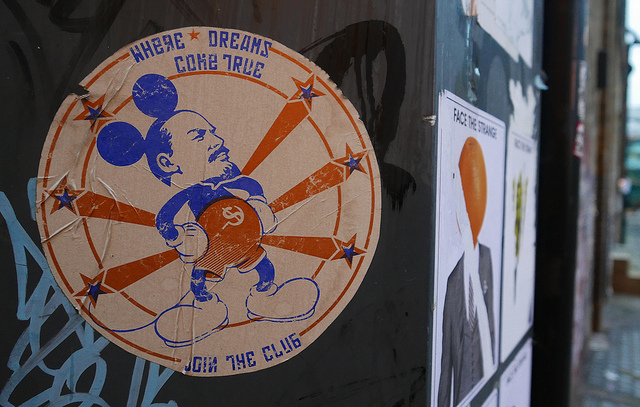 WHERE ★ DREAMS
COME TRUE
$
JOIN THE CLUB
FACE THE STRANGE